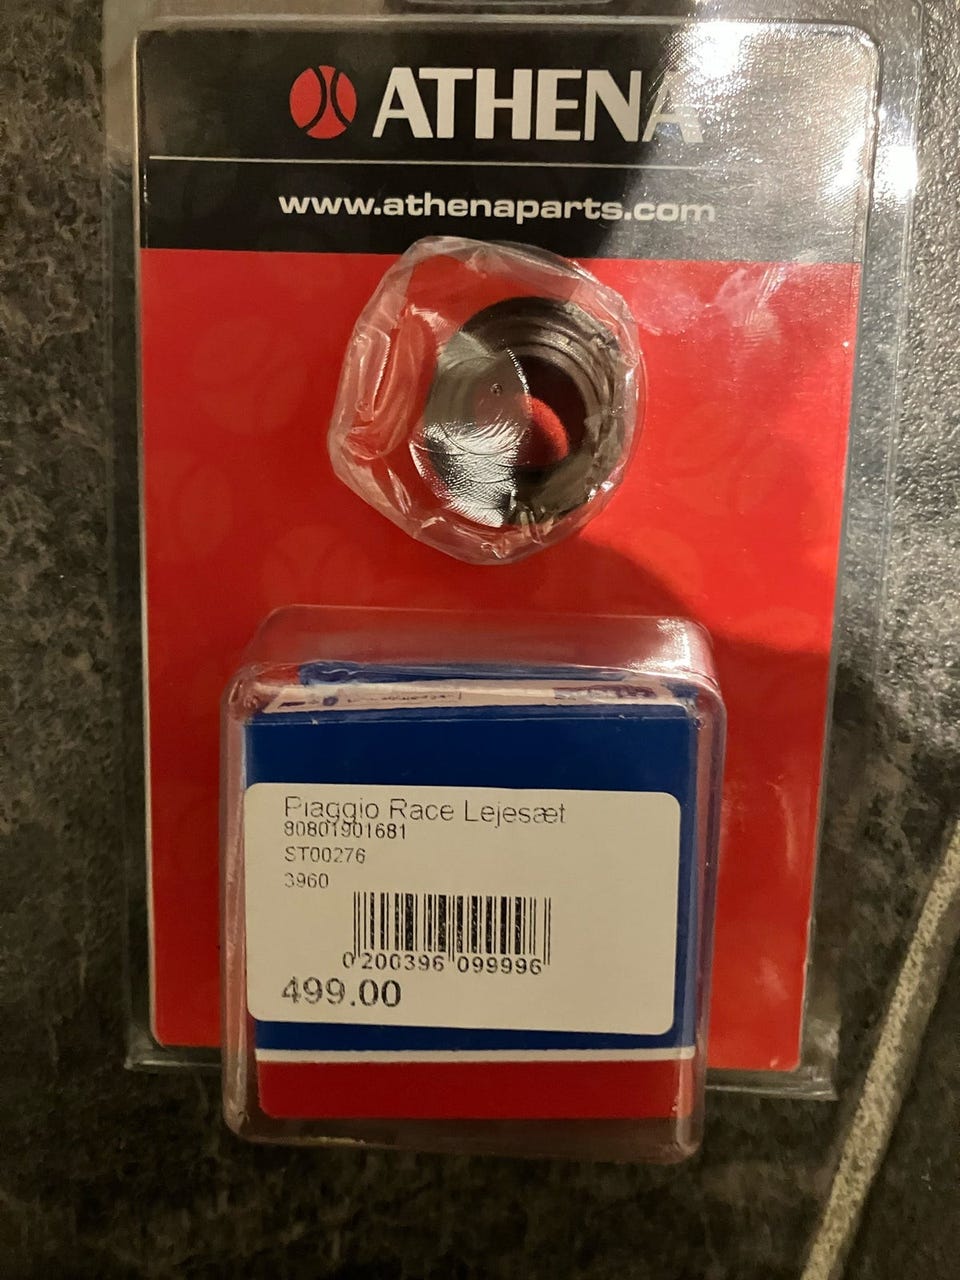 ATHENA
www.athenaparts.com
Piaggio Race Lejesæt
80801901681
ST00276
3960
0 200396 099996
499.00